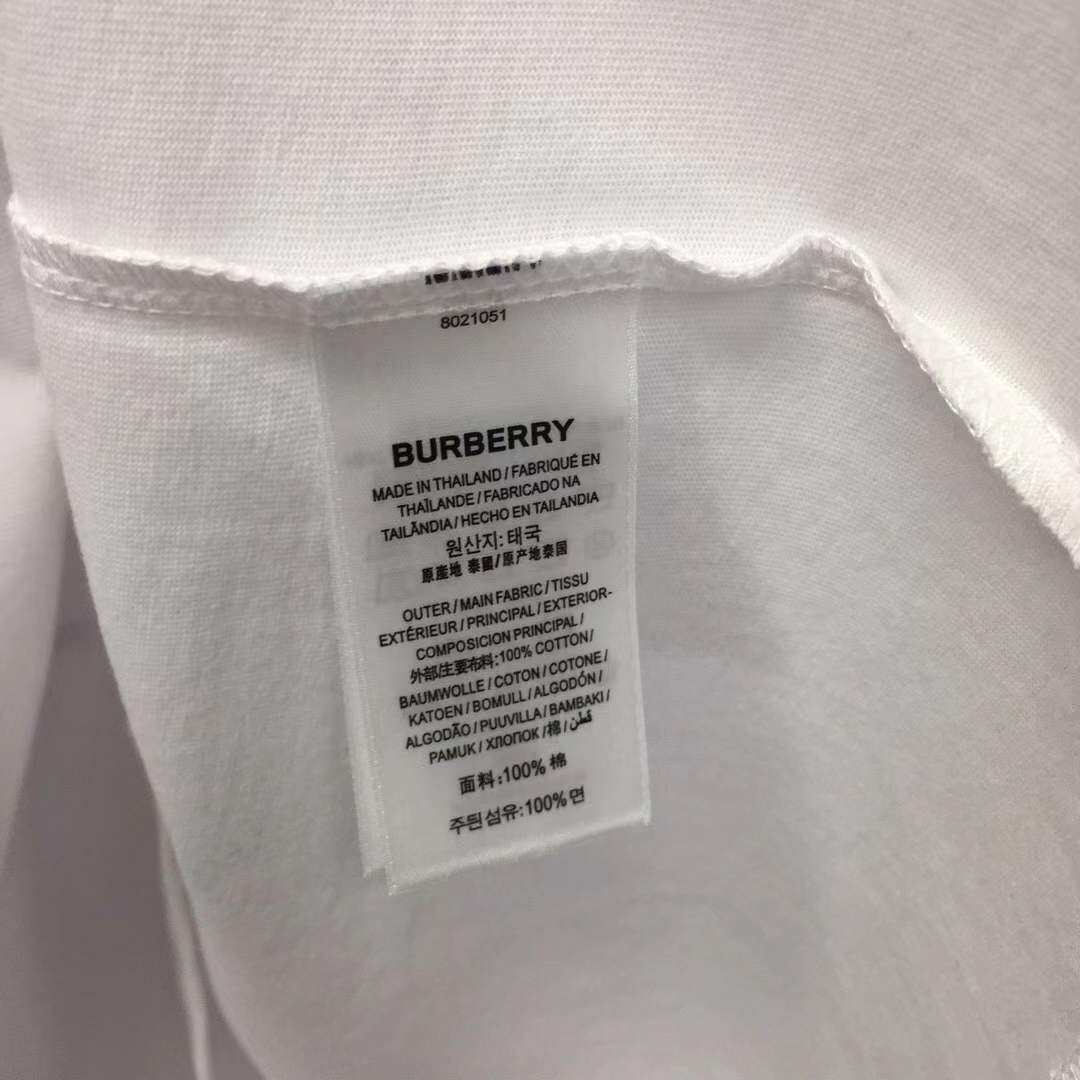 8021051
BURBERRY
MADE IN THAILAND / FABRIQUÉ EN
THAÏLANDE / FABRICADO NA
TAILÂNDIA / HECHO EN TAILANDIA
원산지: 태국
原產地 泰國/原产地泰国
OUTER / MAIN FABRIC / TISSU
EXTÉRIEUR / PRINCIPAL / EXTERIOR-
COMPOSICION PRINCIPAL /
外部/主要布料:100% COTTON /
BAUMWOLLE / COTON / COTONE /
KATOEN / BOMULL / ALGODÓN /
ALGODÃO / PUUVILLA / BAMBAKI /
PAMUK / ХЛОПОК / 棉 / قطن
面料:100% 棉
주된섬유:100% 면